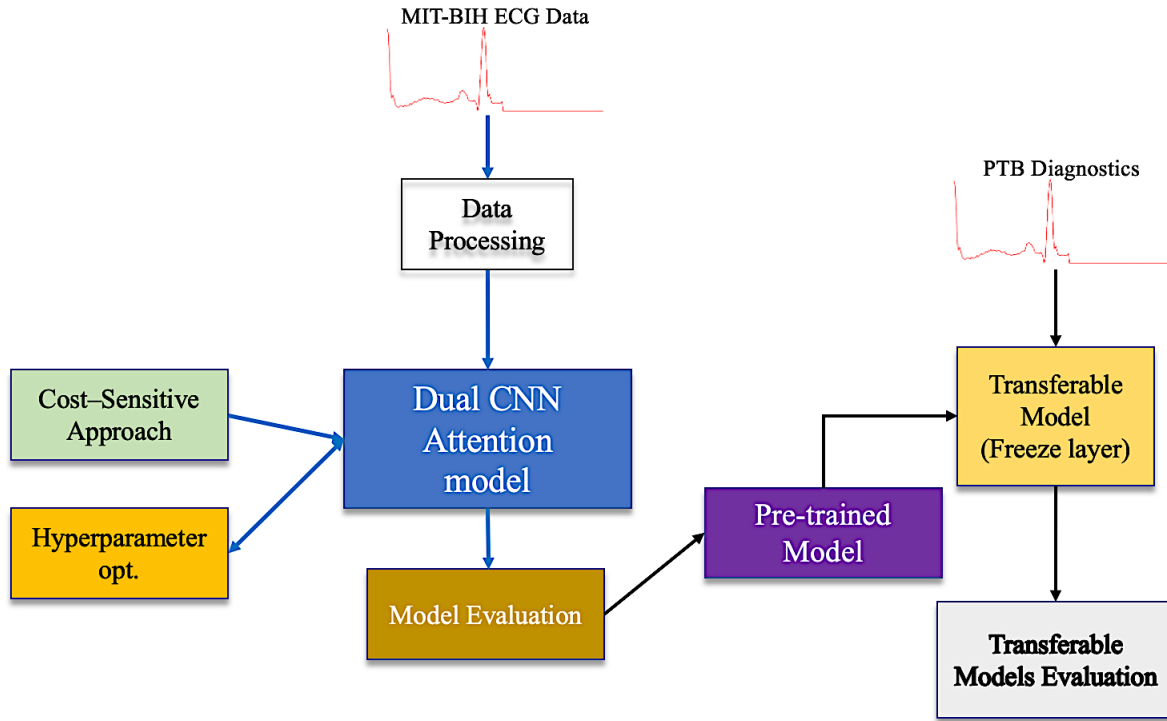 MIT-BIH ECG Data
Data
Processing
PTB Diagnostics
Cost–Sensitive
Approach
Dual CNN
Attention
model
Transferable
Model
(Freeze layer)
Hyperparameter
opt.
Pre-trained
Model
Model Evaluation
Transferable
Models Evaluation